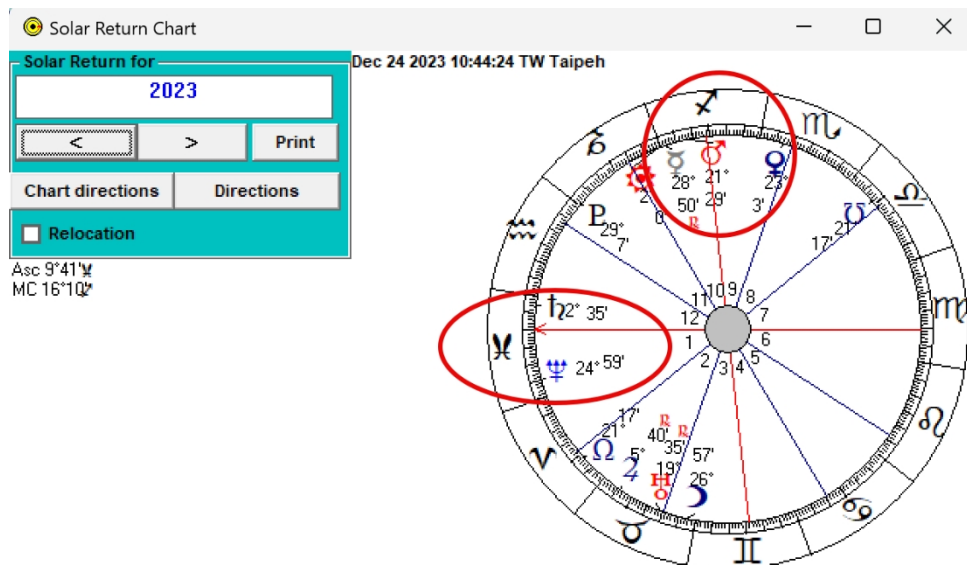 Solar Return Chart
Solar Return for
2023
< > Print
Chart directions Directions
Relocation
Asc 9°41'♓
MC 16°10'♐
Dec 24 2023 10:44:24 TW Taipeh
♐
♏
♑
♎
♒
♍
♓
♌
♈
♋
♉
♊
☿ 28° 50' ℞
♂ 21° 29'
♀ 23° 3'
2° 0'
♇ 29° 7'
♄ 2° 35'
♆ 24° 59'
☋ 21° 17'
☊ 21° 17'
♃ 5° 40' ℞
♅ 19° 35' ℞
☽ 26° 57'
10 9
11 8
12 7
1 6
2 5
3 4